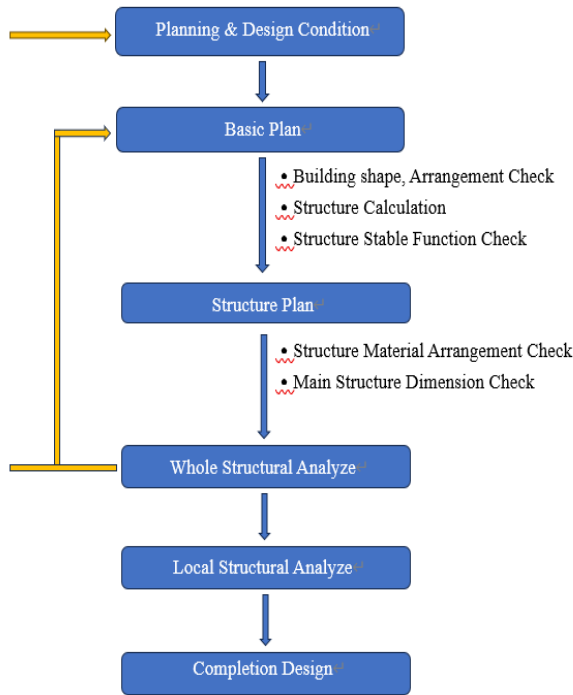 Planning & Design Condition↵
Basic Plan↵
• Building shape, Arrangement Check
• Structure Calculation
• Structure Stable Function Check
Structure Plan↵
• Structure Material Arrangement Check
• Main Structure Dimension Check
Whole Structural Analyze↵
Local Structural Analyze↵
Completion Design↵